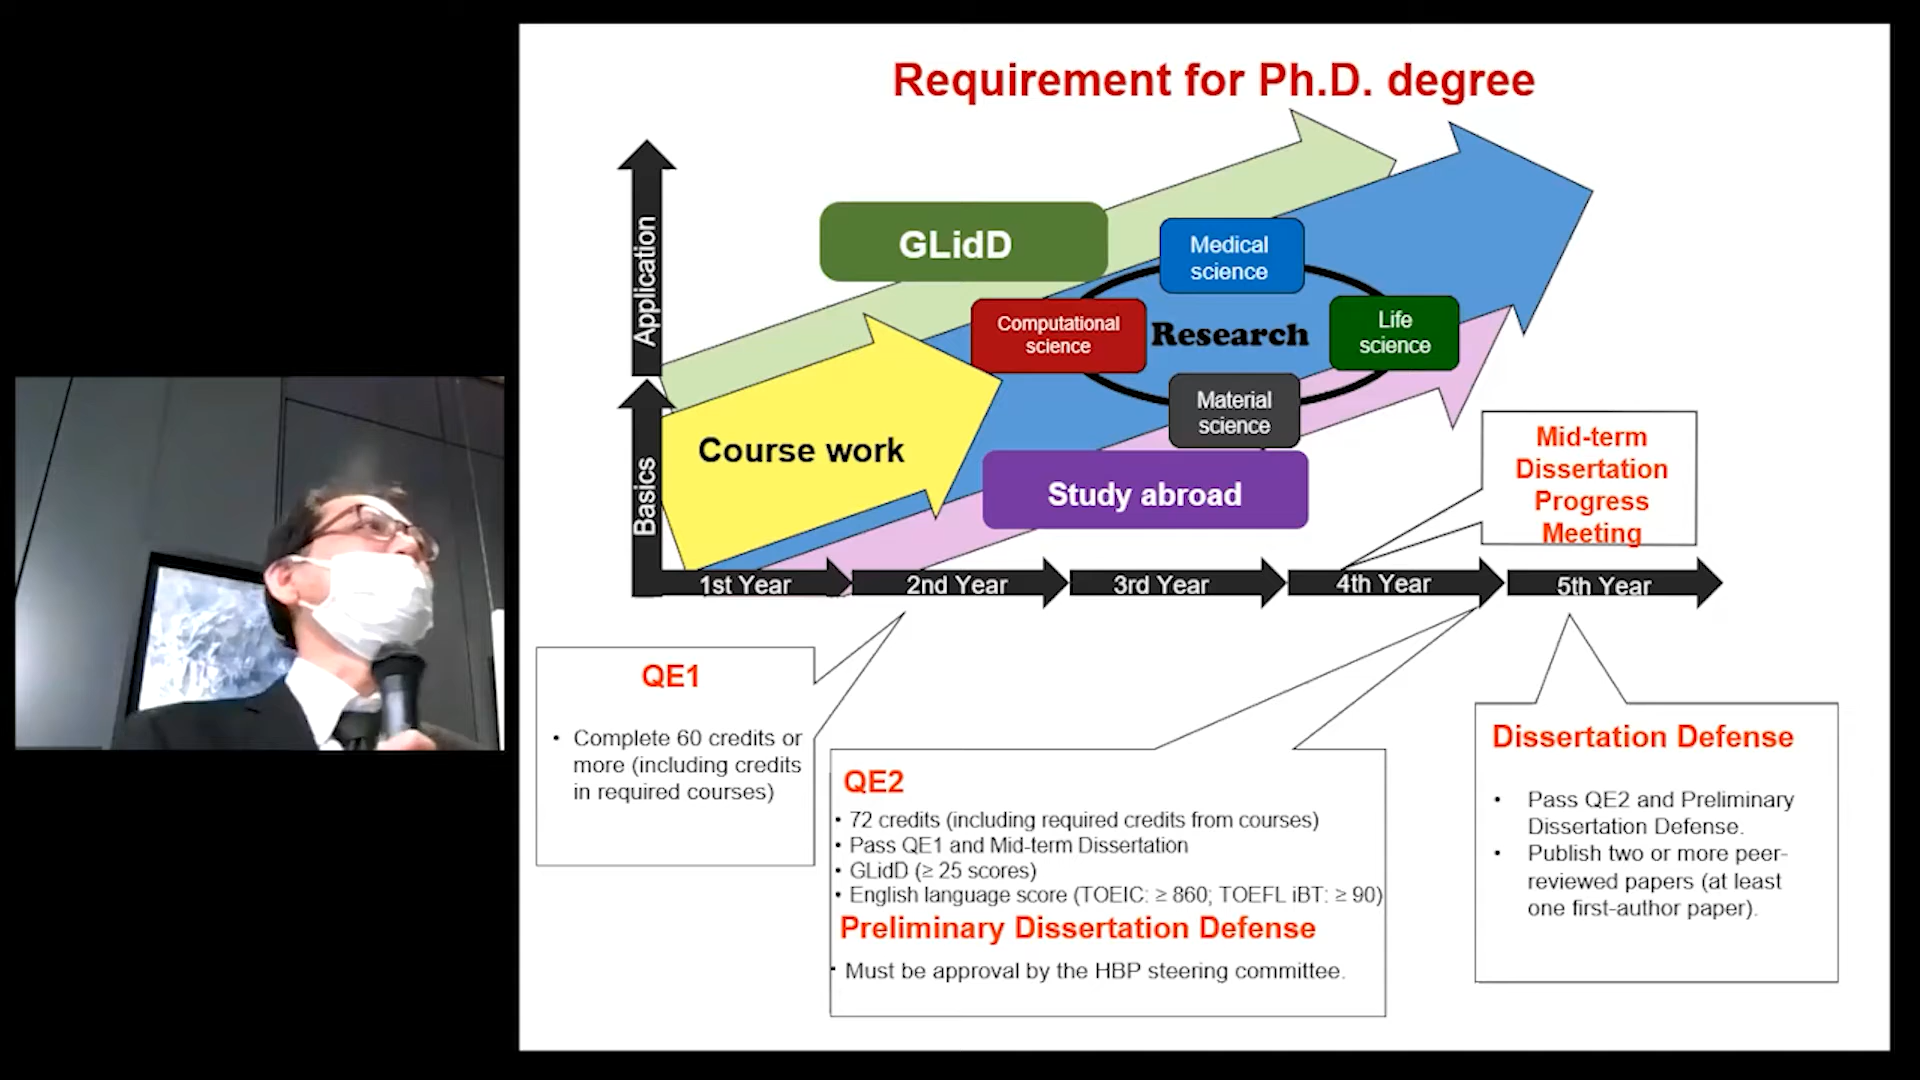 Requirement for Ph.D. degree
Application
Basics
GLidD
Medical
science
Computational
science
Research
Life
science
Material
science
Course work
Study abroad
Mid-term
Dissertation
Progress
Meeting
1st Year
2nd Year
3rd Year
4th Year
5th Year
QE1
• Complete 60 credits or
more (including credits
in required courses)
QE2
• 72 credits (including required credits from courses)
• Pass QE1 and Mid-term Dissertation
• GLidD (≥ 25 scores)
• English language score (TOEIC: ≥ 860; TOEFL iBT: ≥ 90)
Preliminary Dissertation Defense
• Must be approval by the HBP steering committee.
Dissertation Defense
• Pass QE2 and Preliminary
Dissertation Defense.
• Publish two or more peer-
reviewed papers (at least
one first-author paper).